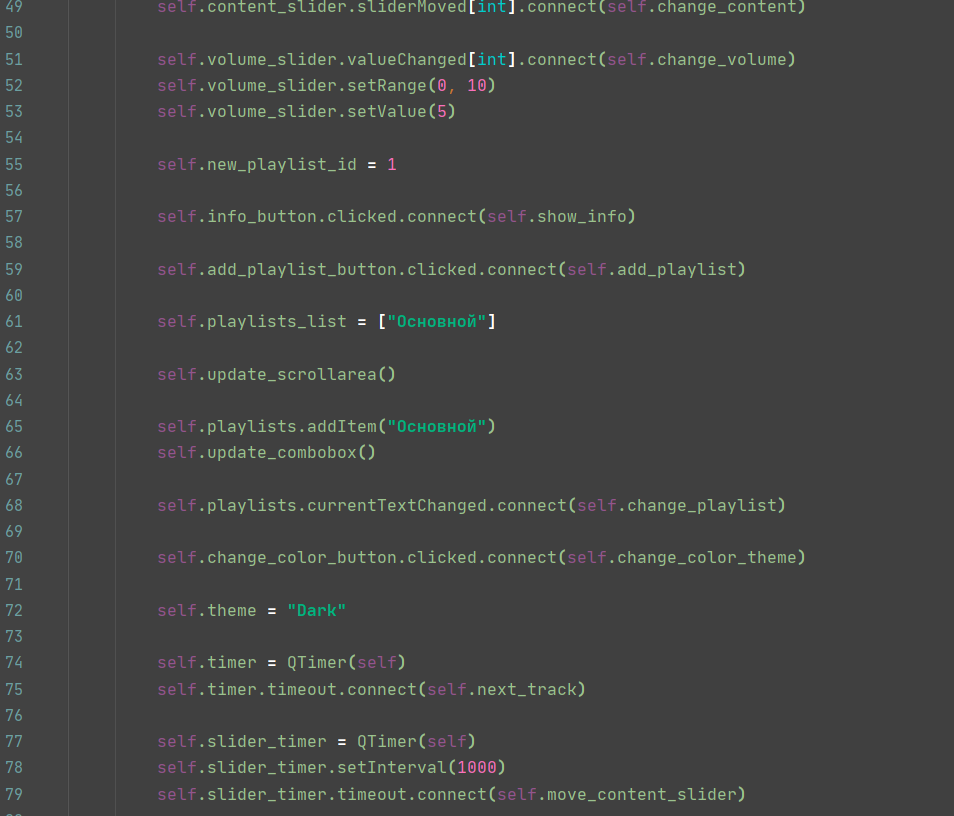 49 self.content_slider.sliderMoved[int].connect(self.change_content)
50
51 self.volume_slider.valueChanged[int].connect(self.change_volume)
52 self.volume_slider.setRange(0, 10)
53 self.volume_slider.setValue(5)
54
55 self.new_playlist_id = 1
56
57 self.info_button.clicked.connect(self.show_info)
58
59 self.add_playlist_button.clicked.connect(self.add_playlist)
60
61 self.playlists_list = ["Основной"]
62
63 self.update_scrollarea()
64
65 self.playlists.addItem("Основной")
66 self.update_combobox()
67
68 self.playlists.currentTextChanged.connect(self.change_playlist)
69
70 self.change_color_button.clicked.connect(self.change_color_theme)
71
72 self.theme = "Dark"
73
74 self.timer = QTimer(self)
75 self.timer.timeout.connect(self.next_track)
76
77 self.slider_timer = QTimer(self)
78 self.slider_timer.setInterval(1000)
79 self.slider_timer.timeout.connect(self.move_content_slider)